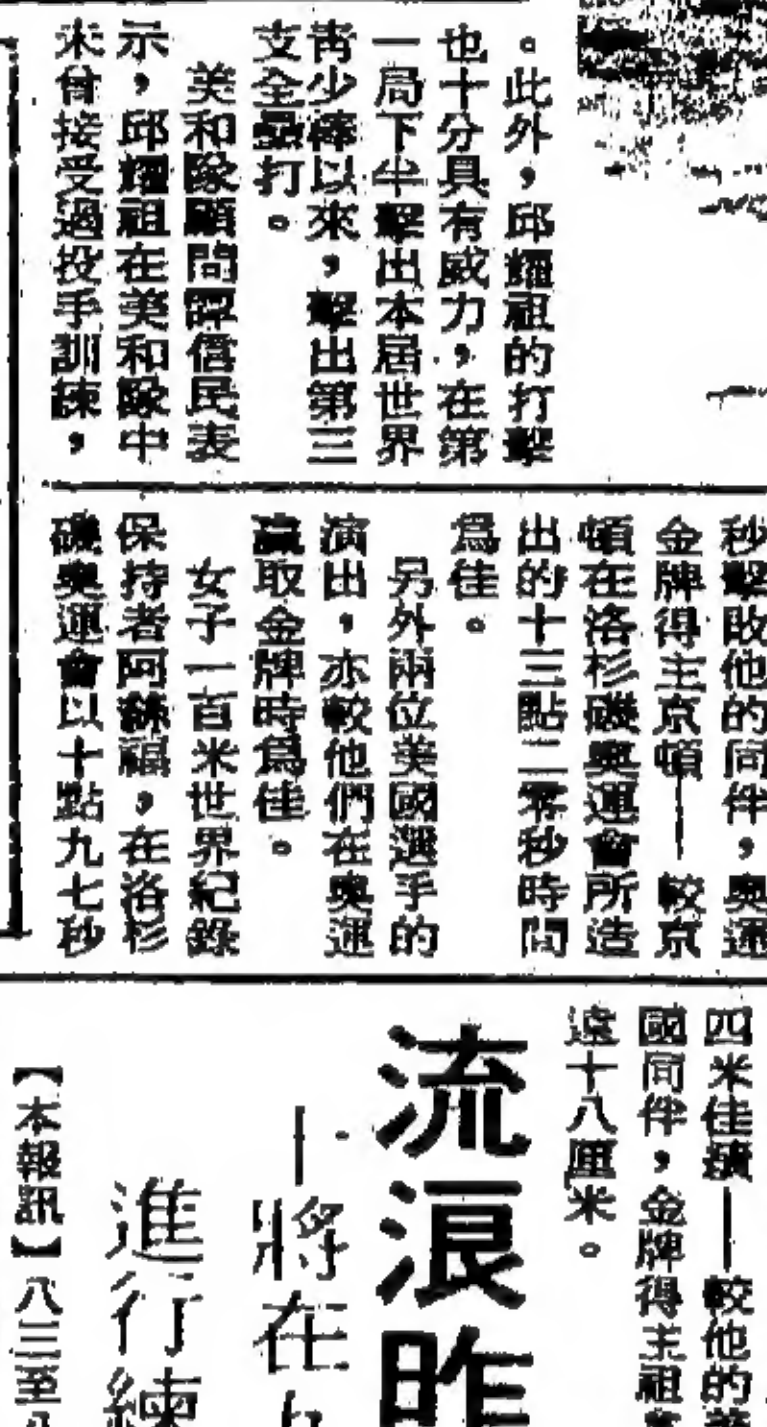 。此外，邱耀祖的打擊
也十分具有威力，在第
一局下半擊出本屆世界
青少棒以來，擊出第三
支全壘打。
美和隊顧問譚信民表
示，邱耀祖在美和隊中
未曾接受過投手訓練，
秒擊敗他的同伴，奧運
金牌得主京頓——較京
頓在洛杉磯奧運會所造
出的十三點二零秒時間
爲佳。
另外兩位美國選手的
演出，亦較他們在奧運
贏取金牌時爲佳。
女子一百米世界紀錄
保持者阿絲福，在洛杉
磯奧運會以十點九七秒
四米佳績——較他的美
國同伴，金牌得主祖
遠十八厘米。
流浪昨
—將在九
進行練
【本報訊】八三至八